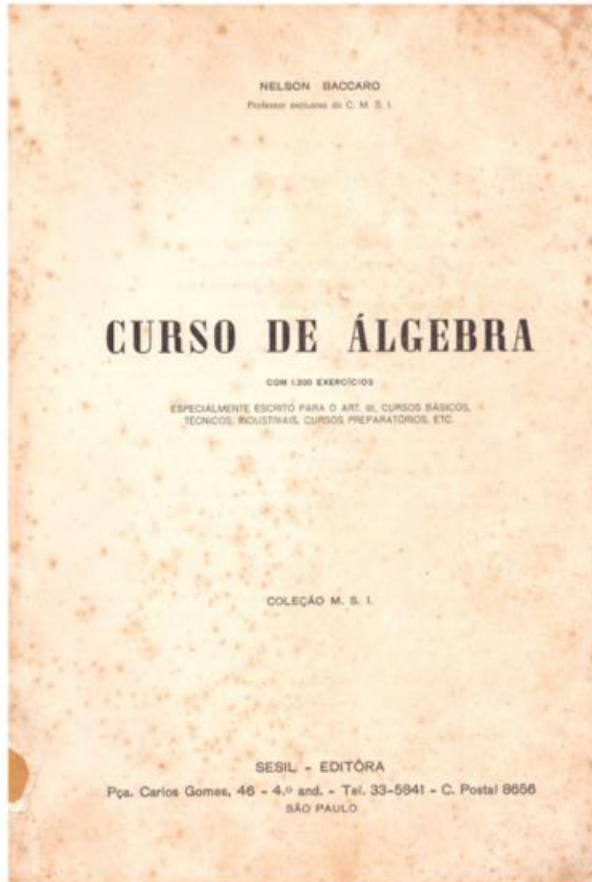 NELSON BACCARO
Professor exclusivo do C. M. S. I.
CURSO DE ÁLGEBRA
COM 1.200 EXERCÍCIOS
ESPECIALMENTE ESCRITO PARA O ART. 91, CURSOS BÁSICOS,
TÉCNICOS, INDUSTRIAIS, CURSOS PREPARATÓRIOS, ETC.
COLEÇÃO M. S. I.
SESIL - EDITÔRA
Pça. Carlos Gomes, 46 - 4.º and. - Tel. 33-5841 - C. Postal 8656
SÃO PAULO